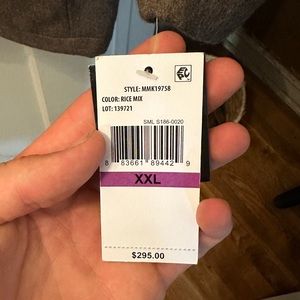 STYLE: MMK19758
COLOR: RICE MIX
LOT: 139721
SML S186-0020
8 83661 89442 9
XXL
$295.00